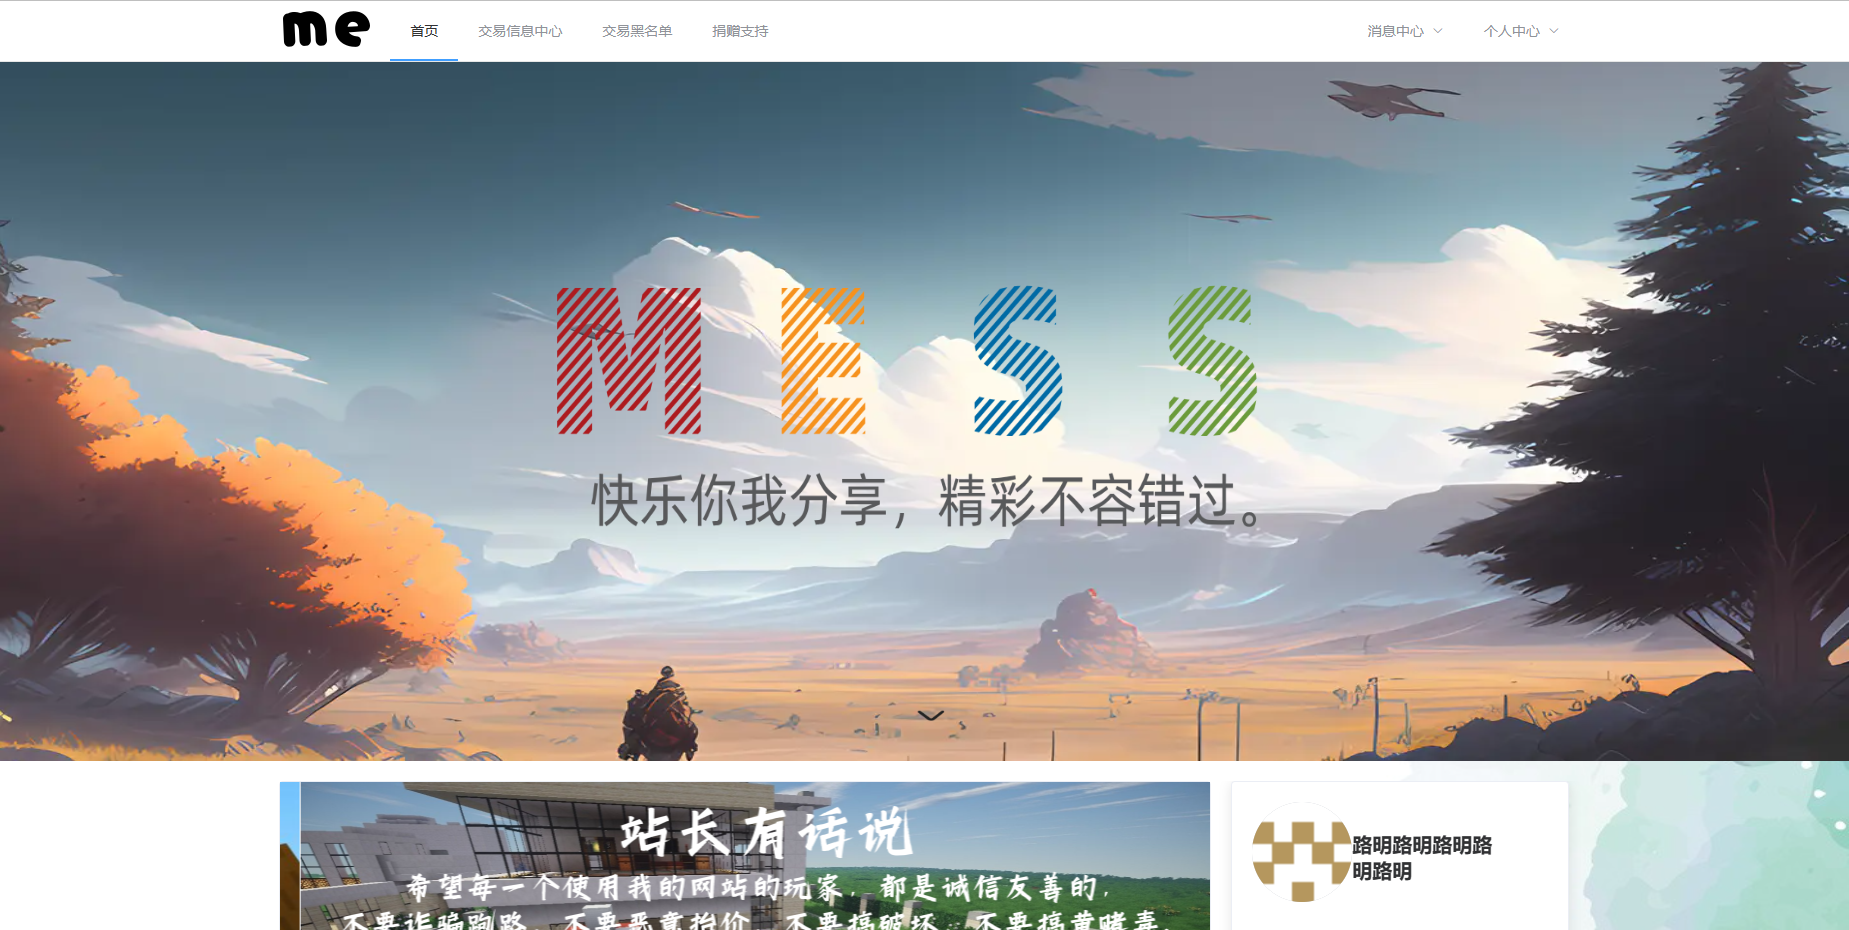 me 首页 交易信息中心 交易黑名单 捐赠支持 消息中心 个人中心
MESS
快乐你我分享，精彩不容错过。
站长有话说
希望每一个使用我的网站的玩家，都是诚信友善的，
不要诈骗跑路，不要恶意抬价，不要搞破坏，不要搞黄赌毒，
路明路明路明路
明路明